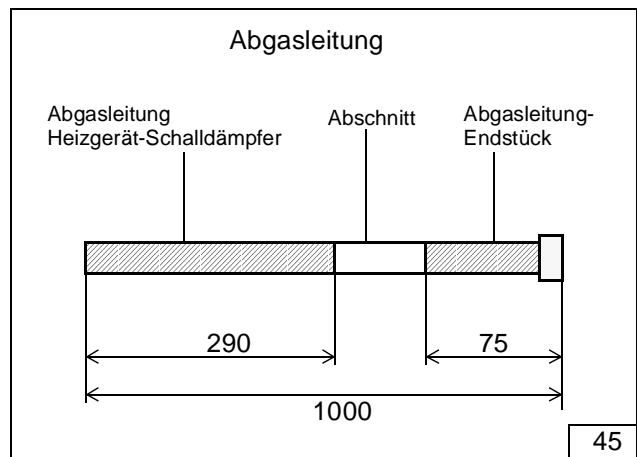 Abgasleitung
Abgasleitung
Heizgerät-Schalldämpfer
Abschnitt
Abgasleitung-
Endstück
290
75
1000
45